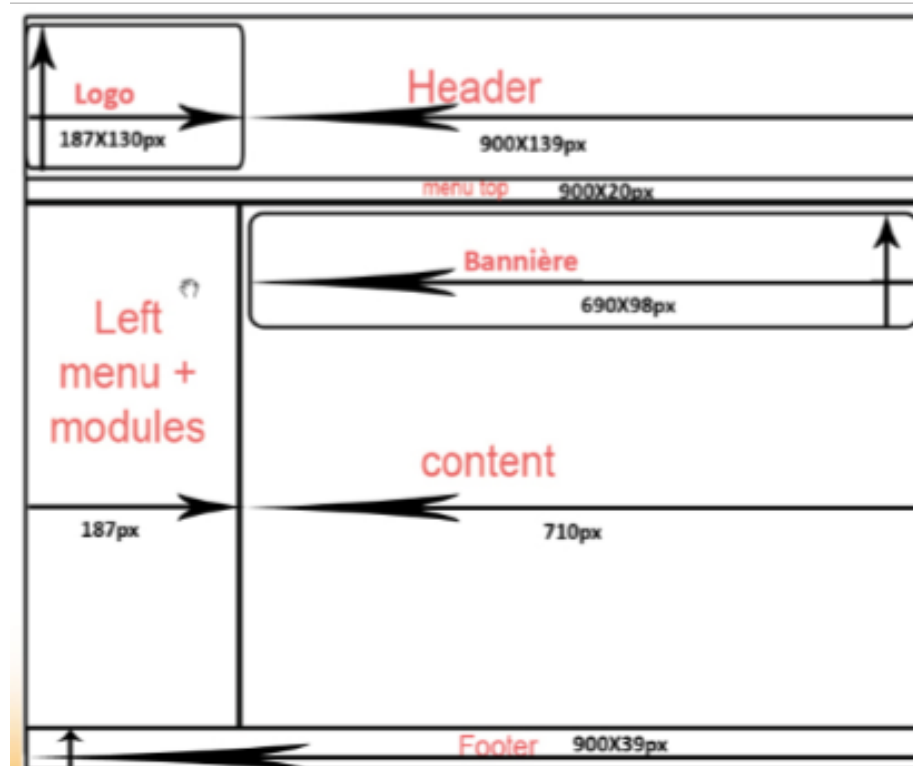 Logo
187X130px
Header
900X139px
menu top 900X20px
Bannière
690X98px
Left
menu +
modules
187px
content
710px
Footer 900X39px